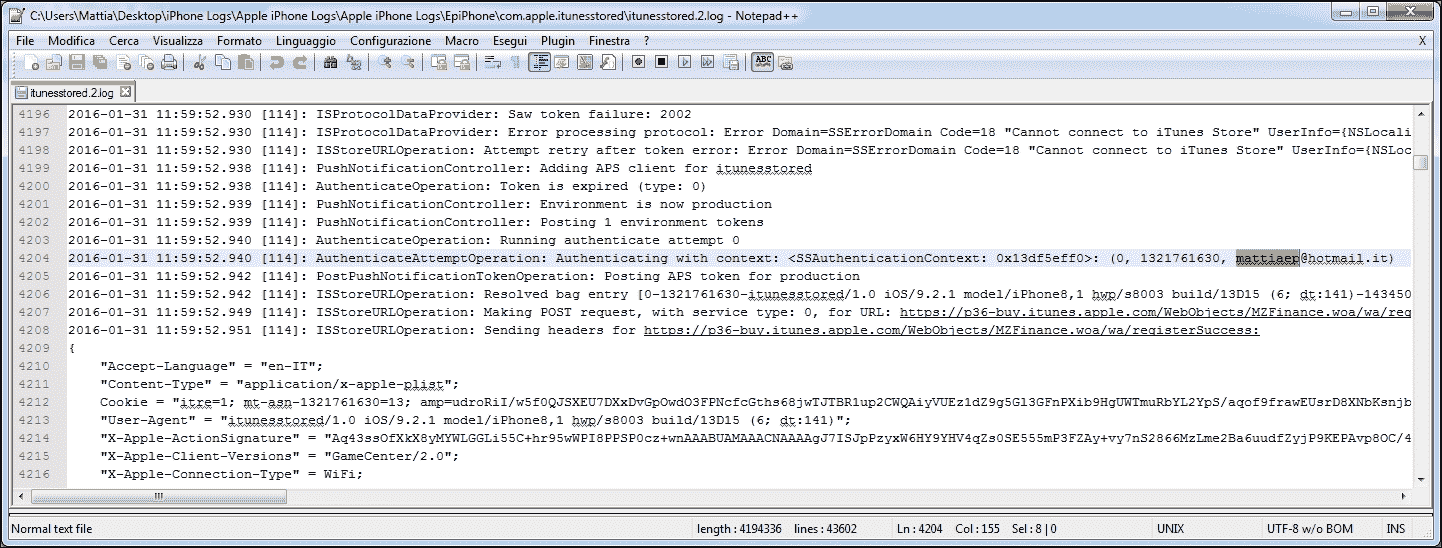 C:\Users\Mattia\Desktop\iPhone Logs\Apple iPhone Logs\Apple iPhone Logs\EpiPhone\com.apple.itunesstored\itunesstored.2.log - Notepad++
File Modifica Cerca Visualizza Formato Linguaggio Configurazione Macro Esegui Plugin Finestra ? X
itunesstored.2.log
4196 2016-01-31 11:59:52.930 [114]: ISProtocolDataProvider: Saw token failure: 2002
4197 2016-01-31 11:59:52.930 [114]: ISProtocolDataProvider: Error processing protocol: Error Domain=SSErrorDomain Code=18 "Cannot connect to iTunes Store" UserInfo={NSLocali
4198 2016-01-31 11:59:52.930 [114]: ISStoreURLOperation: Attempt retry after token error: Error Domain=SSErrorDomain Code=18 "Cannot connect to iTunes Store" UserInfo={NSLoc
4199 2016-01-31 11:59:52.938 [114]: PushNotificationController: Adding APS client for itunesstored
4200 2016-01-31 11:59:52.938 [114]: AuthenticateOperation: Token is expired (type: 0)
4201 2016-01-31 11:59:52.939 [114]: PushNotificationController: Environment is now production
4202 2016-01-31 11:59:52.939 [114]: PushNotificationController: Posting 1 environment tokens
4203 2016-01-31 11:59:52.940 [114]: AuthenticateOperation: Running authenticate attempt 0
4204 2016-01-31 11:59:52.940 [114]: AuthenticateAttemptOperation: Authenticating with context: <SSAuthenticationContext: 0x13df5eff0>: (0, 1321761630, mattiaep@hotmail.it)
4205 2016-01-31 11:59:52.942 [114]: PostPushNotificationTokenOperation: Posting APS token for production
4206 2016-01-31 11:59:52.942 [114]: ISStoreURLOperation: Resolved bag entry [0-1321761630-itunesstored/1.0 iOS/9.2.1 model/iPhone8,1 hwp/s8003 build/13D15 (6; dt:141)-143450
4207 2016-01-31 11:59:52.949 [114]: ISStoreURLOperation: Making POST request, with service type: 0, for URL: https://p36-buy.itunes.apple.com/WebObjects/MZFinance.woa/wa/reg
4208 2016-01-31 11:59:52.951 [114]: ISStoreURLOperation: Sending headers for https://p36-buy.itunes.apple.com/WebObjects/MZFinance.woa/wa/registerSuccess:
4209 {
4210 "Accept-Language" = "en-IT";
4211 "Content-Type" = "application/x-apple-plist";
4212 Cookie = "itre=1; mt-asn-1321761630=13; amp=udroRiI/w5f0QJSXEU7DXxDvGpOwdO3FPNcfcGths68jwTJTBR1up2CWQAiyVUEz1dZ9g5Gl3GFnPXib9HgUWTmuRbYL2YpS/aqof9frawEUsrD8XNbKsnjb
4213 "User-Agent" = "itunesstored/1.0 iOS/9.2.1 model/iPhone8,1 hwp/s8003 build/13D15 (6; dt:141)";
4214 "X-Apple-ActionSignature" = "Aq43ssOfXkX8yMYWLGGLi55C+hr95wWPI8PPSP0cz+wnAAABUAMAAACNAAAAgJ7ISJpPzyxW6HY9YHV4qZs0SE555mP3FZAy+vy7nS2866MzLme2Ba6uudfZyjP9KEPAvp8OC/4
4215 "X-Apple-Client-Versions" = "GameCenter/2.0";
4216 "X-Apple-Connection-Type" = WiFi;
Normal text file length : 4194336 lines : 43602 Ln : 4204 Col : 155 Sel : 8 | 0 UNIX UTF-8 w/o BOM INS